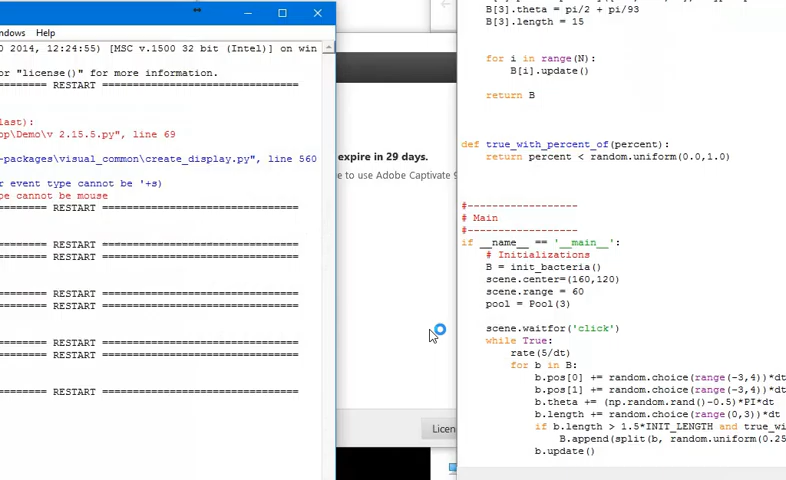 ndows Help
0 2014, 12:24:55) [MSC v.1500 32 bit (Intel)] on win
or "license()" for more information.
======== RESTART ================================
last):
op\Demo\v 2.15.5.py", line 69
-packages\visual_common\create_display.py", line 560
r event type cannot be '+s)
pe cannot be mouse
======== RESTART ================================
======== RESTART ================================
======== RESTART ================================
======== RESTART ================================
======== RESTART ================================
======== RESTART ================================
======== RESTART ================================
======== RESTART ================================
expire in 29 days.
e to use Adobe Captivate 9
Licen
B[3].theta = pi/2 + pi/93
B[3].length = 15
for i in range(N):
B[i].update()
return B
def true_with_percent_of(percent):
return percent < random.uniform(0.0,1.0)
#------------------
# Main
#------------------
if __name__ == '__main__':
# Initializations
B = init_bacteria()
scene.center=(160,120)
scene.range = 60
pool = Pool(3)
scene.waitfor('click')
while True:
rate(5/dt)
for b in B:
b.pos[0] += random.choice(range(-3,4))*dt
b.pos[1] += random.choice(range(-3,4))*dt
b.theta += (np.random.rand()-0.5)*PI*dt
b.length += random.choice(range(0,3))*dt
if b.length > 1.5*INIT_LENGTH and true_wi
B.append(split(b, random.uniform(0.25
b.update()